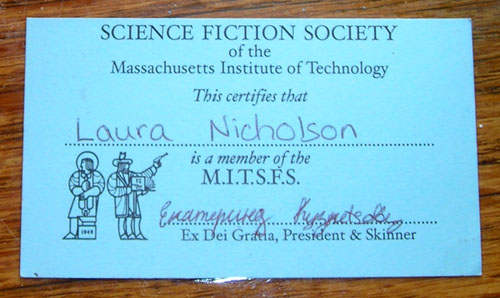 SCIENCE FICTION SOCIETY
of the
Massachusetts Institute of Technology
This certifies that
Laura Nicholson
is a member of the
M.I.T.S.F.S.
1949
Ex Dei Gratia, President & Skinner